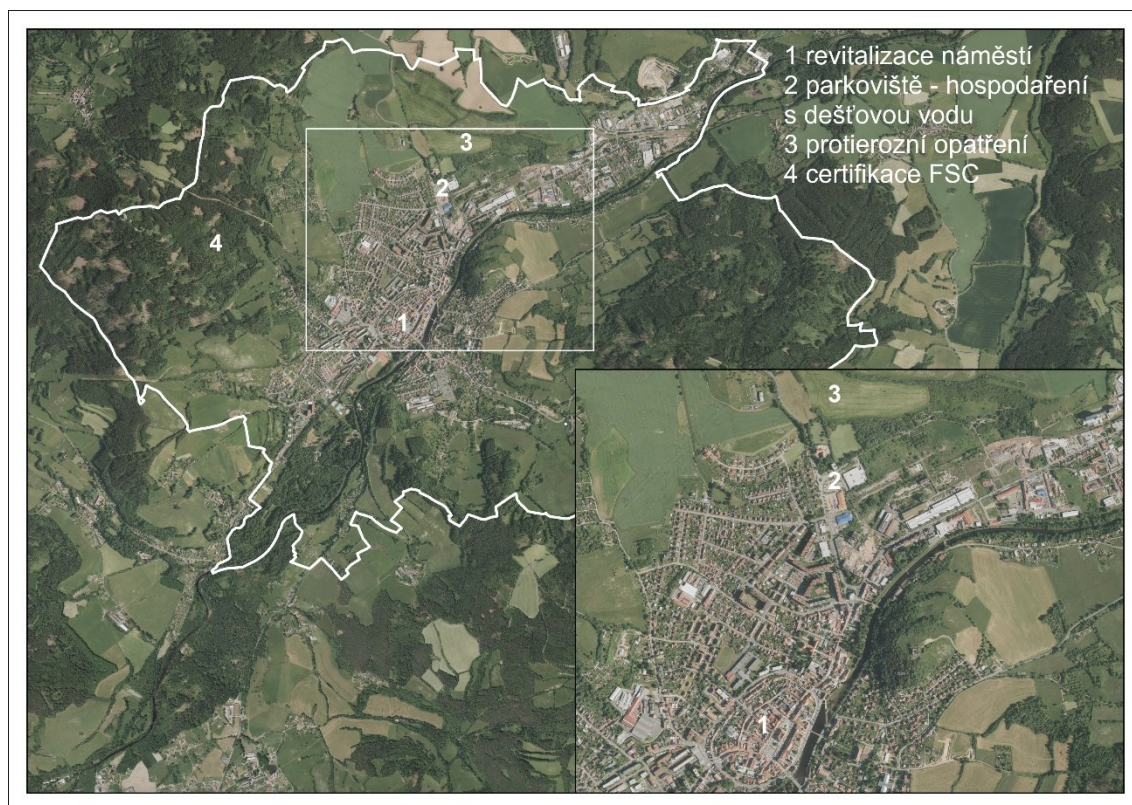 1 revitalizace náměstí
2 parkoviště - hospodaření
s dešťovou vodu
3 protierozní opatření
4 certifikace FSC
3
2
4
1
3
2
1